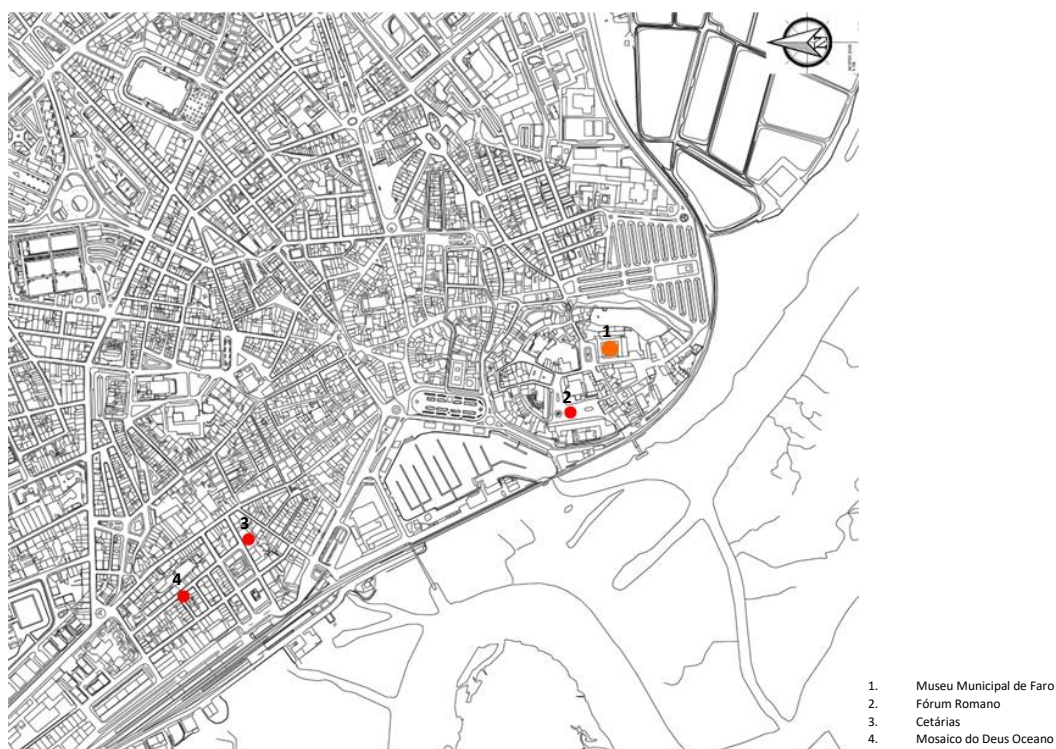 N
1
2
3
4
1. Museu Municipal de Faro
2. Fórum Romano
3. Cetárias
4. Mosaico do Deus Oceano